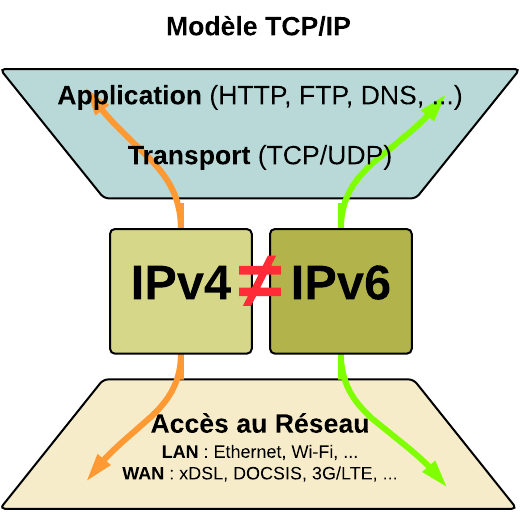 Modèle TCP/IP
Application (HTTP, FTP, DNS, ...)
Transport (TCP/UDP)
IPv4 ≠ IPv6
Accès au Réseau
LAN : Ethernet, Wi-Fi, ...
WAN : xDSL, DOCSIS, 3G/LTE, ...